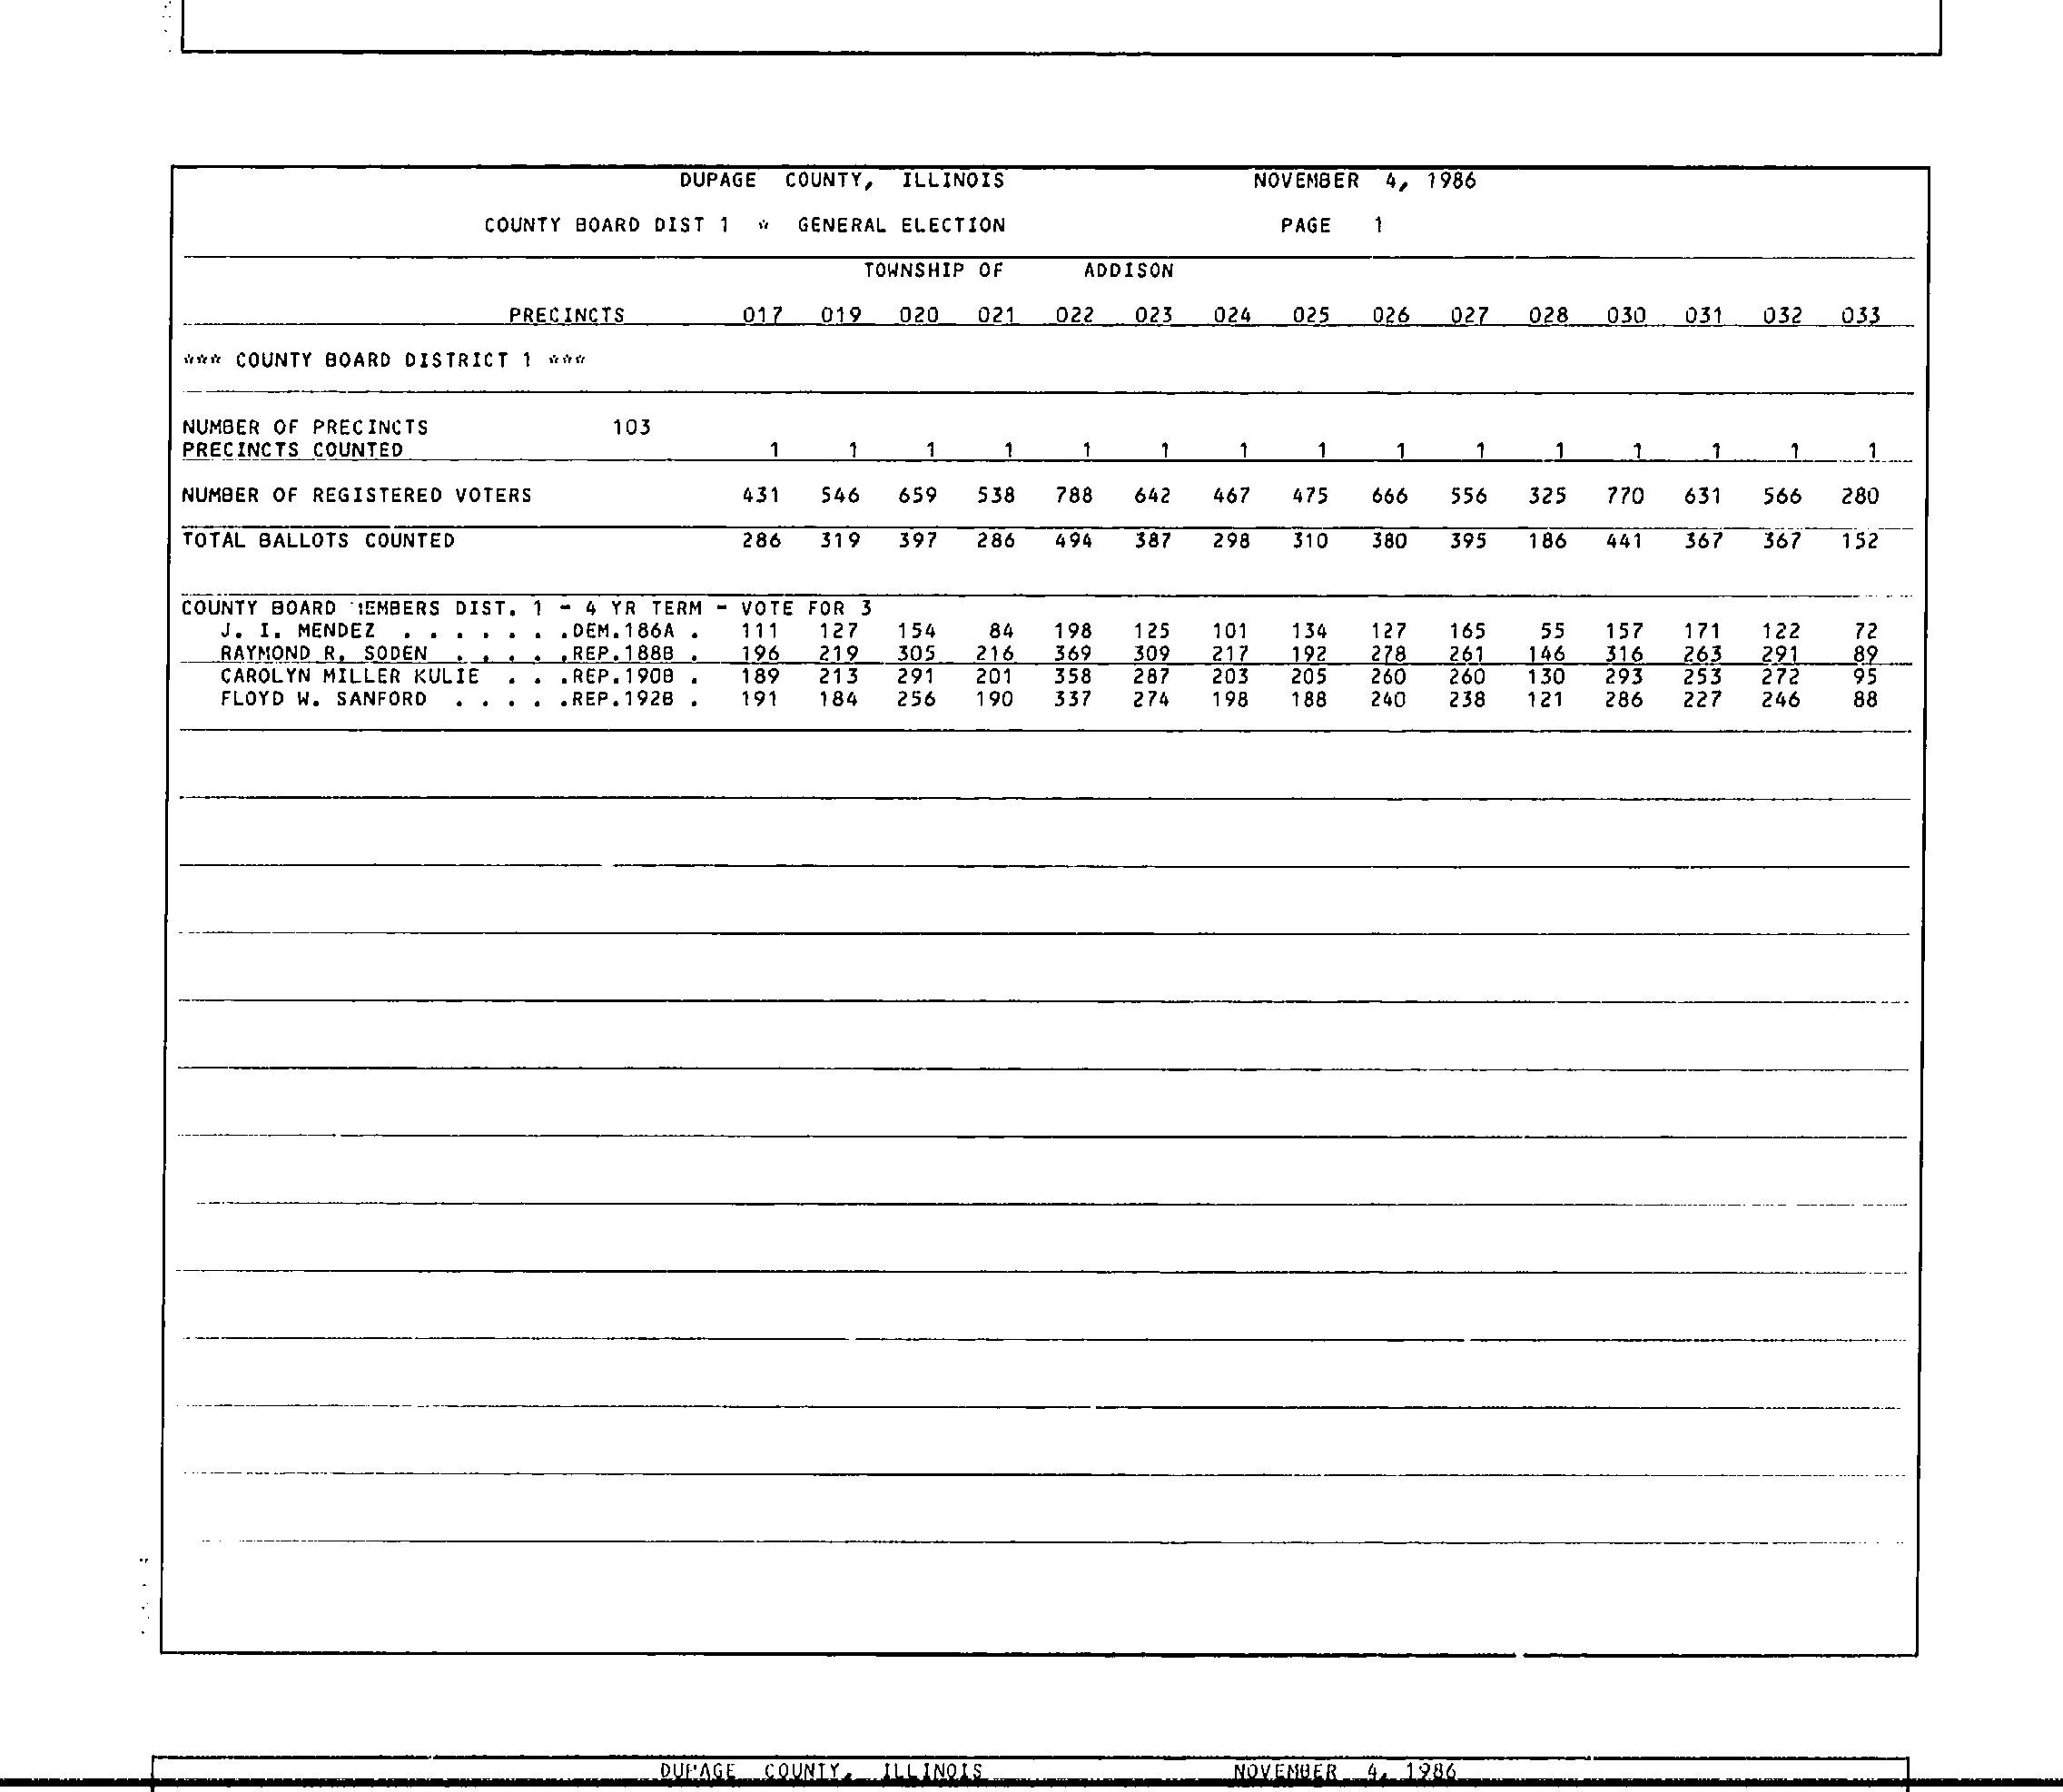 DUPAGE COUNTY, ILLINOIS NOVEMBER 4, 1986
COUNTY BOARD DIST 1 * GENERAL ELECTION PAGE 1
TOWNSHIP OF ADDISON
PRECINCTS 017 019 020 021 022 023 024 025 026 027 028 030 031 032 033
*** COUNTY BOARD DISTRICT 1 ***
NUMBER OF PRECINCTS 103
PRECINCTS COUNTED 1 1 1 1 1 1 1 1 1 1 1 1 1 1 1
NUMBER OF REGISTERED VOTERS 431 546 659 538 788 642 467 475 666 556 325 770 631 566 280
TOTAL BALLOTS COUNTED 286 319 397 286 494 387 298 310 380 395 186 441 367 367 152
COUNTY BOARD MEMBERS DIST. 1 - 4 YR TERM - VOTE FOR 3
J. I. MENDEZ . . . . . . .DEM.186A . 111 127 154 84 198 125 101 134 127 165 55 157 171 122 72
RAYMOND R. SODEN . . . . .REP.188B . 196 219 305 216 369 309 217 192 278 261 146 316 263 291 89
CAROLYN MILLER KULIE . . .REP.190B . 189 213 291 201 358 287 203 205 260 260 130 293 253 272 95
FLOYD W. SANFORD . . . . .REP.192B . 191 184 256 190 337 274 198 188 240 238 121 286 227 246 88
DUPAGE COUNTY, ILLINOIS NOVEMBER 4, 1986